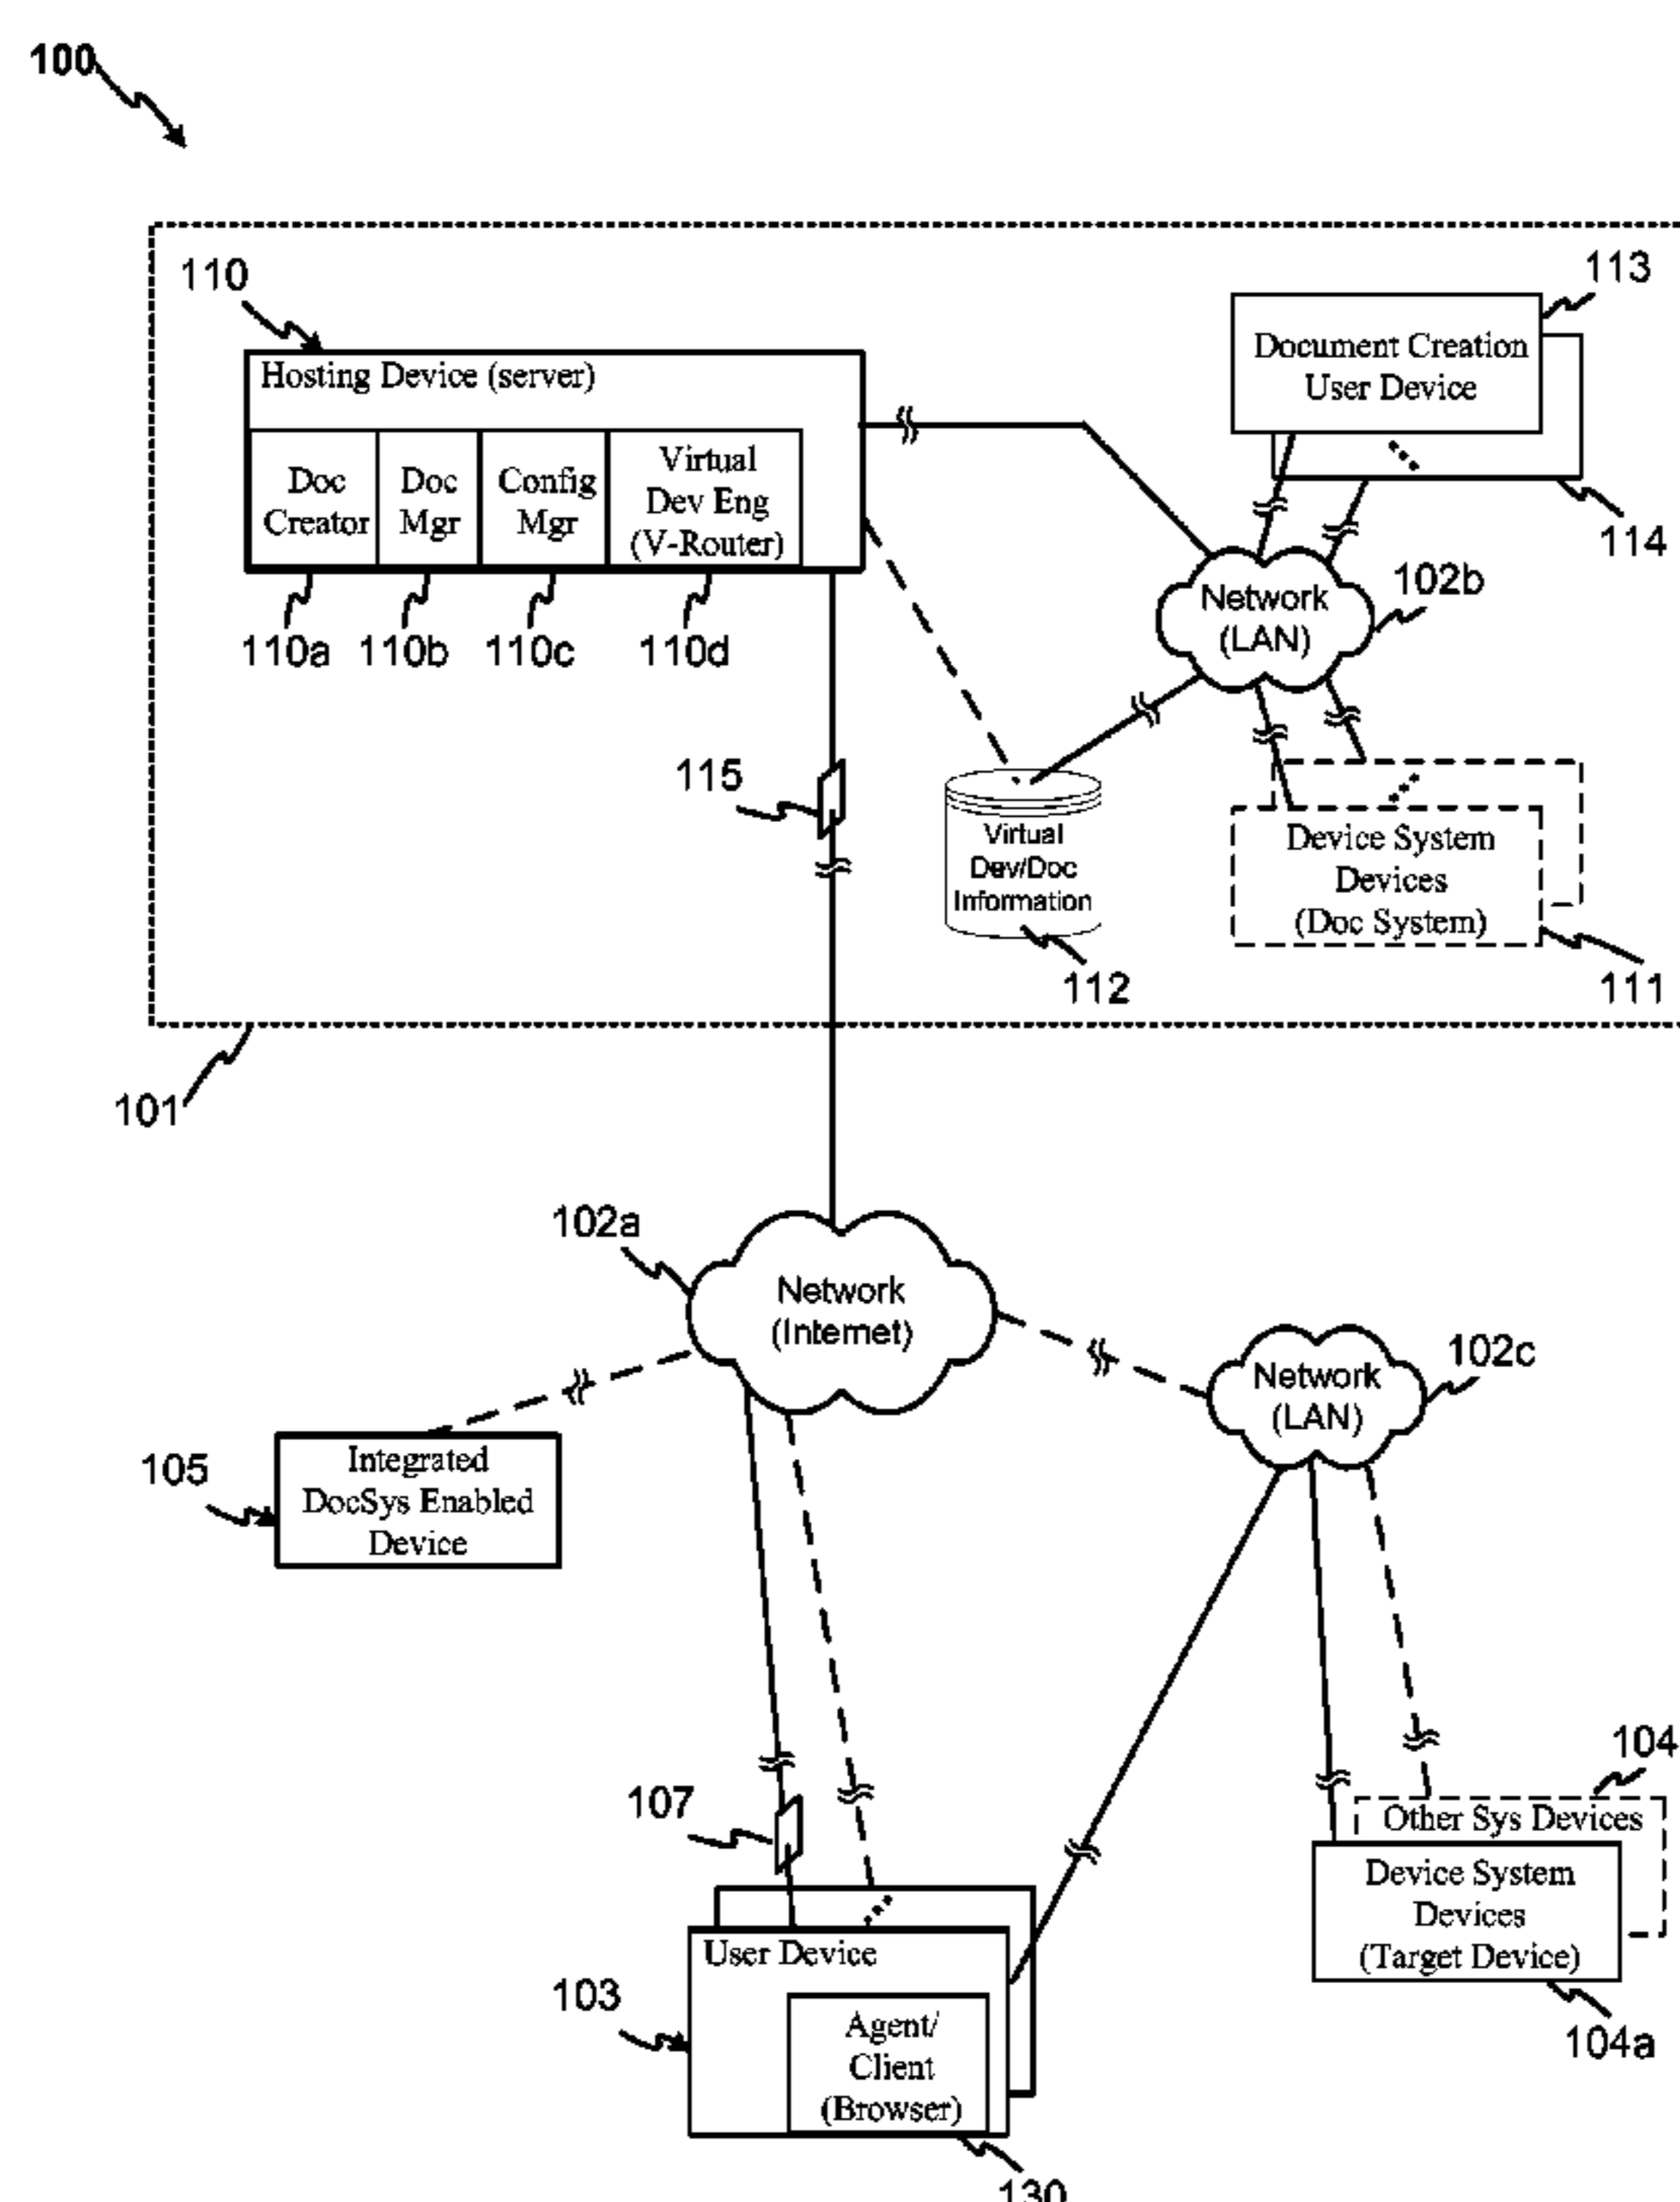 100
110
113
Hosting Device (server)
Document Creation
User Device
Doc
Creator
Doc
Mgr
Config
Mgr
Virtual
Dev Eng
(V-Router)
114
110a
110b
110c
110d
Network
(LAN)
102b
115
Virtual
Dev/Doc
Information
Device System
Devices
(Doc System)
112
111
101
102a
Network
(Internet)
Network
(LAN)
102c
105
Integrated
DocSys Enabled
Device
104
107
Other Sys Devices
Device System
Devices
(Target Device)
104a
User Device
103
Agent/
Client
(Browser)
130